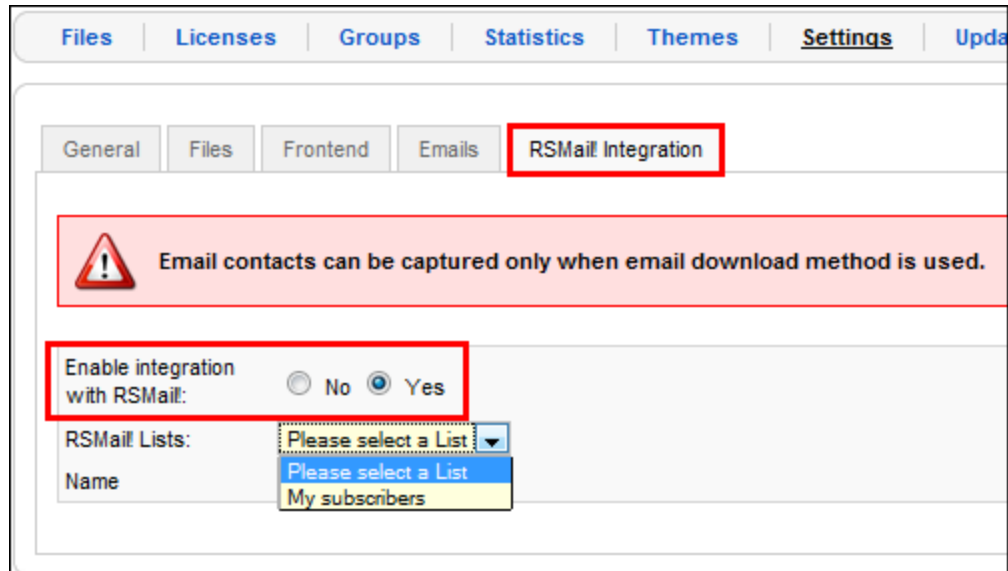 Files Licenses Groups Statistics Themes Settings Upda
General Files Frontend Emails RSMail! Integration
Email contacts can be captured only when email download method is used.
Enable integration
with RSMail!: No Yes
RSMail! Lists: Please select a List
Please select a List
Name
My subscribers